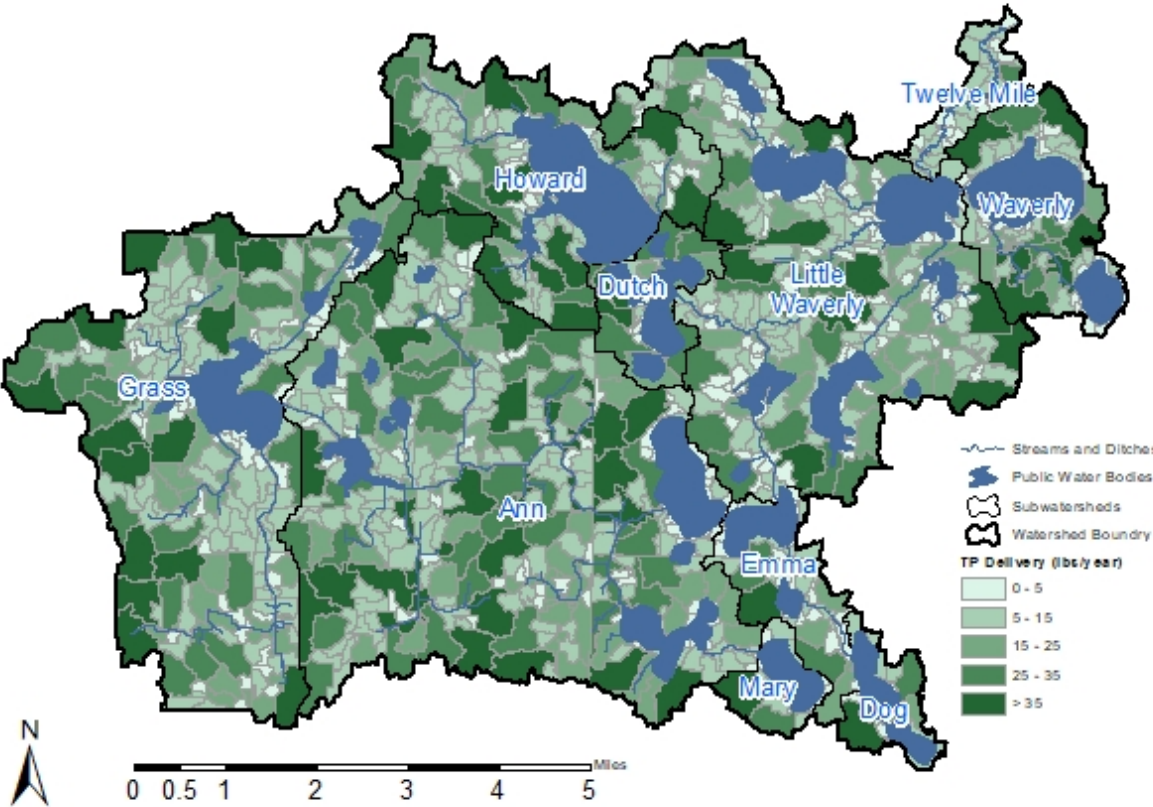 Twelve Mile
Howard
Waverly
Dutch
Little
Waverly
Grass
Ann
Emma
Mary
Dog
Streams and Ditches
Public Water Bodies
Subwatersheds
Watershed Boundry
TP Delivery (lbs/year)
0 - 5
5 - 15
15 - 25
25 - 35
> 35
N
Miles
0 0.5 1 2 3 4 5